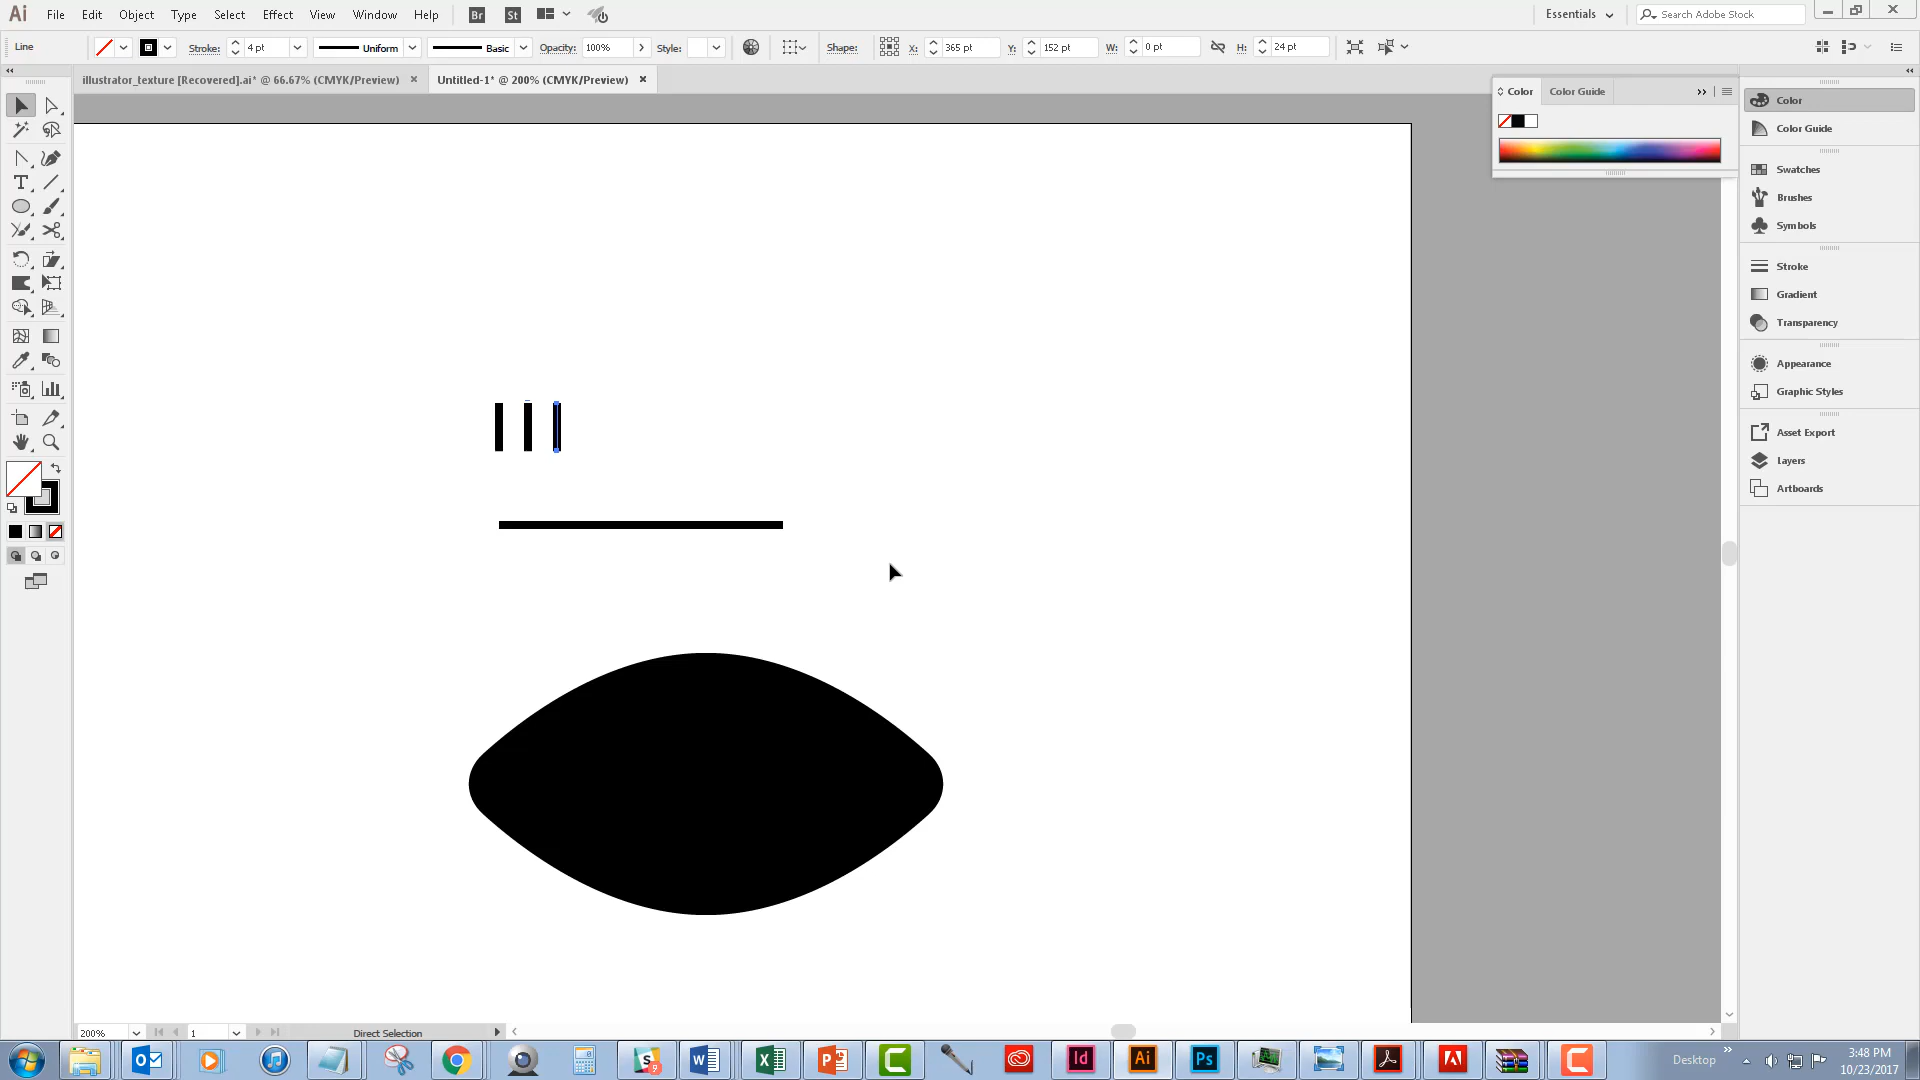 Ai File Edit Object Type Select Effect View Window Help Br St Essentials Search Adobe Stock
Line Stroke: 4 pt Uniform Basic Opacity: 100% Style: Shape: X: 365 pt Y: 152 pt W: 0 pt H: 24 pt
illustrator_texture [Recovered].ai* @ 66.67% (CMYK/Preview) × Untitled-1* @ 200% (CMYK/Preview) ×
Color Color Guide
Color
Color Guide
Swatches
Brushes
Symbols
Stroke
Gradient
Transparency
Appearance
Graphic Styles
Asset Export
Layers
Artboards
200% 1 Direct Selection
Desktop 3:48 PM
10/23/2017